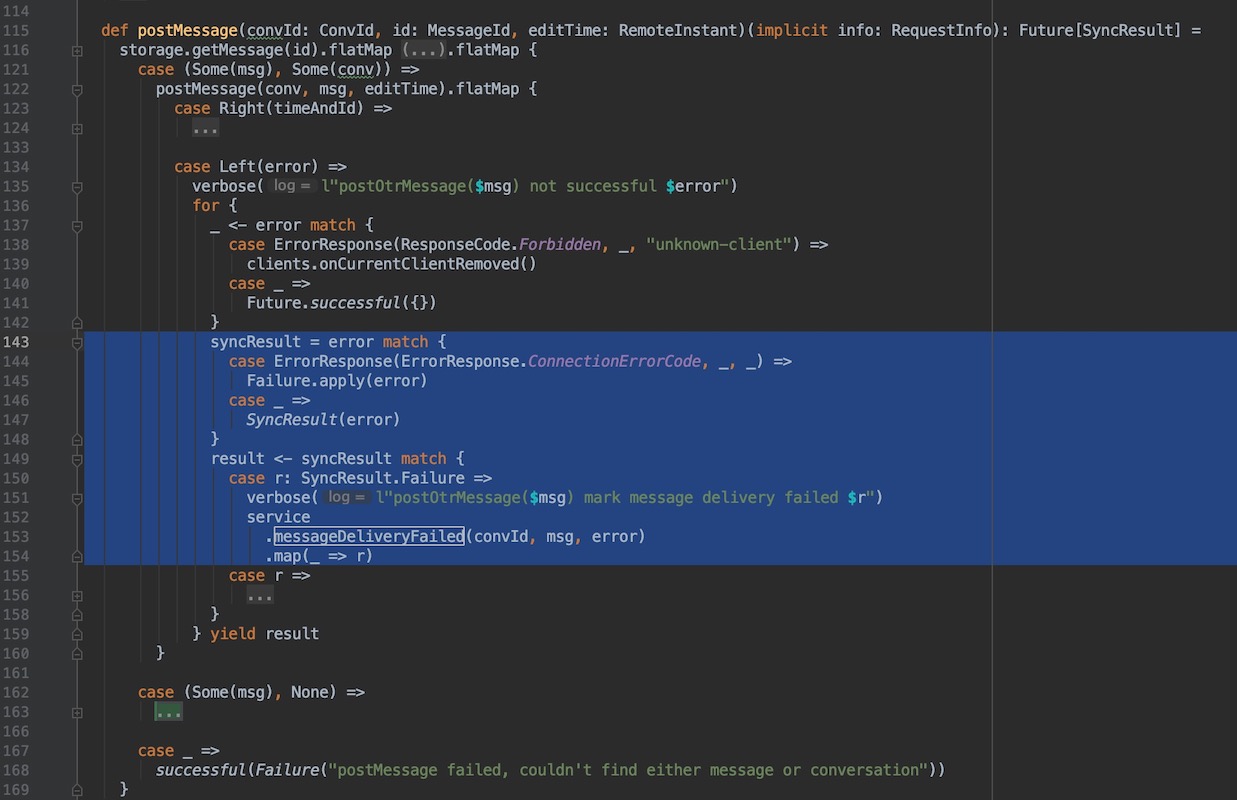 114
115 def postMessage(convId: ConvId, id: MessageId, editTime: RemoteInstant)(implicit info: RequestInfo): Future[SyncResult] =
116 storage.getMessage(id).flatMap (...).flatMap {
121 case (Some(msg), Some(conv)) =>
122 postMessage(conv, msg, editTime).flatMap {
123 case Right(timeAndId) =>
124 ...
133
134 case Left(error) =>
135 verbose( log = l"postOtrMessage($msg) not successful $error")
136 for {
137 _ <- error match {
138 case ErrorResponse(ResponseCode.Forbidden, _, "unknown-client") =>
139 clients.onCurrentClientRemoved()
140 case _ =>
141 Future.successful({})
142 }
143 syncResult = error match {
144 case ErrorResponse(ErrorResponse.ConnectionErrorCode, _, _) =>
145 Failure.apply(error)
146 case _ =>
147 SyncResult(error)
148 }
149 result <- syncResult match {
150 case r: SyncResult.Failure =>
151 verbose( log = l"postOtrMessage($msg) mark message delivery failed $r")
152 service
153 .messageDeliveryFailed(convId, msg, error)
154 .map(_ => r)
155 case r =>
156 ...
158 }
159 } yield result
160 }
161
162 case (Some(msg), None) =>
163 ...
166
167 case _ =>
168 successful(Failure("postMessage failed, couldn't find either message or conversation"))
169 }